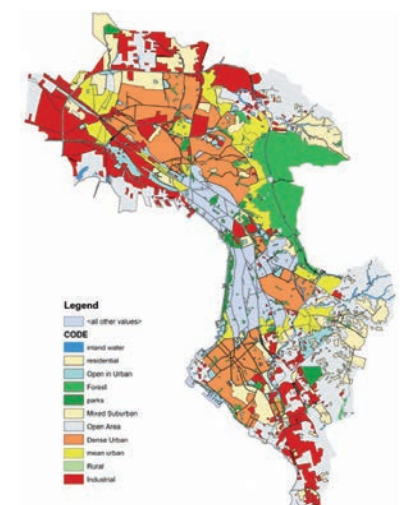 Legend
<all other values>
CODE
inland water
residential
Open in Urban
Forest
parks
Mixed Suburban
Open Area
Dense Urban
mean urban
Rural
Industrial